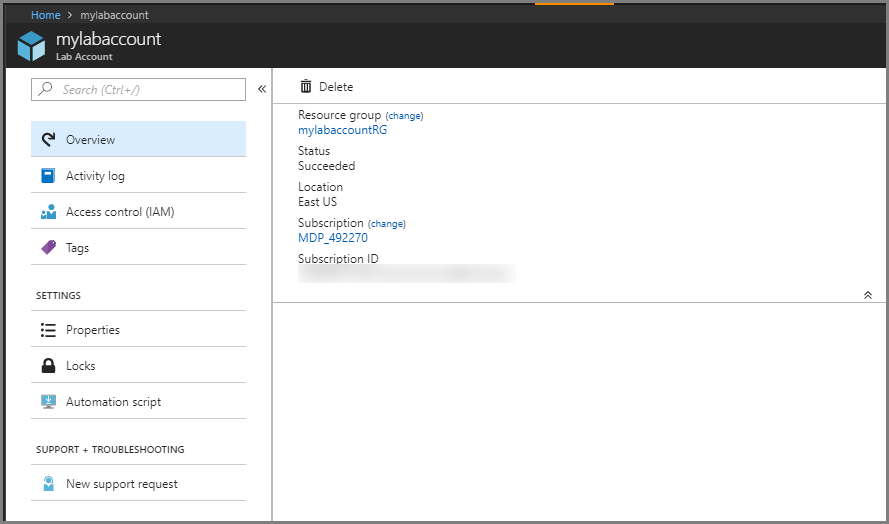 Home > mylabaccount
mylabaccount
Lab Account
Search (Ctrl+/)
«
Overview
Activity log
Access control (IAM)
Tags
SETTINGS
Properties
Locks
Automation script
SUPPORT + TROUBLESHOOTING
New support request
Delete
Resource group (change)
mylabaccountRG
Status
Succeeded
Location
East US
Subscription (change)
MDP_492270
Subscription ID